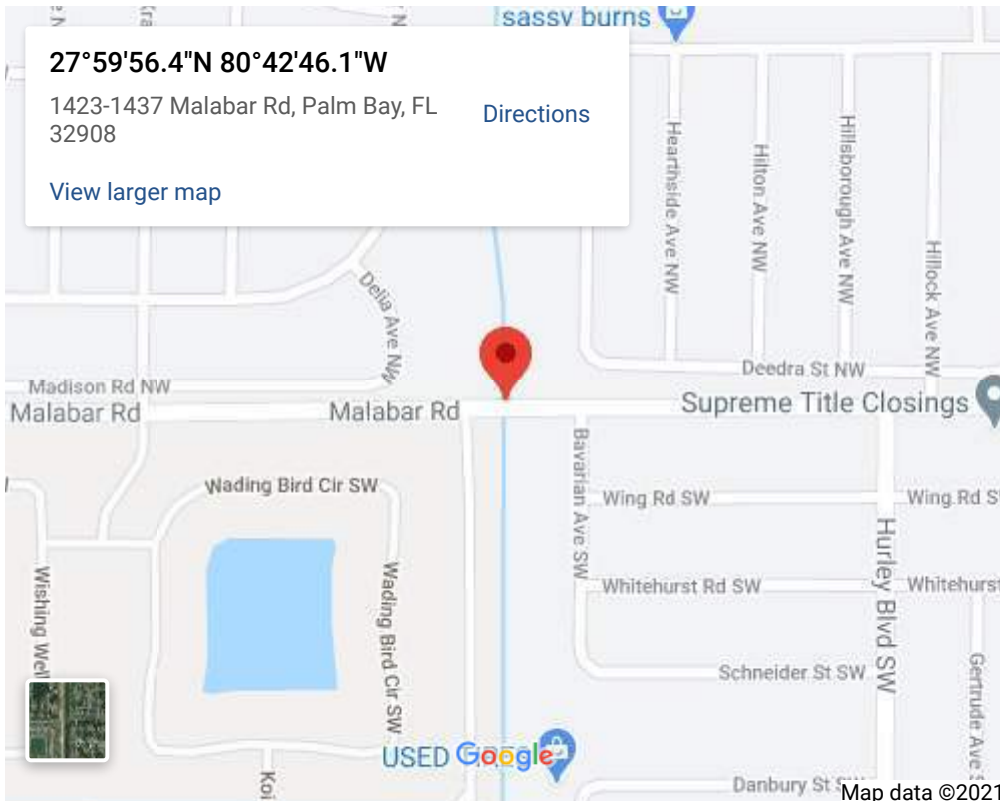 sassy burns
27°59'56.4"N 80°42'46.1"W
1423-1437 Malabar Rd, Palm Bay, FL
32908
Directions
View larger map
Hearthside Ave NW
Hilton Ave NW
Hillsborough Ave NW
Hillock Ave NW
Delia Ave NW
Deedra St NW
Madison Rd NW
Malabar Rd
Malabar Rd
Supreme Title Closings
Wading Bird Cir SW
Bavarian Ave SW
Wing Rd SW
Wing Rd S
Wishing Well
Wading Bird Cir SW
Whitehurst Rd SW
Whitehurst
Hurley Blvd SW
Schneider St SW
Gertrude Ave S
USED
Google
Koi
Danbury St SW
Map data ©2021